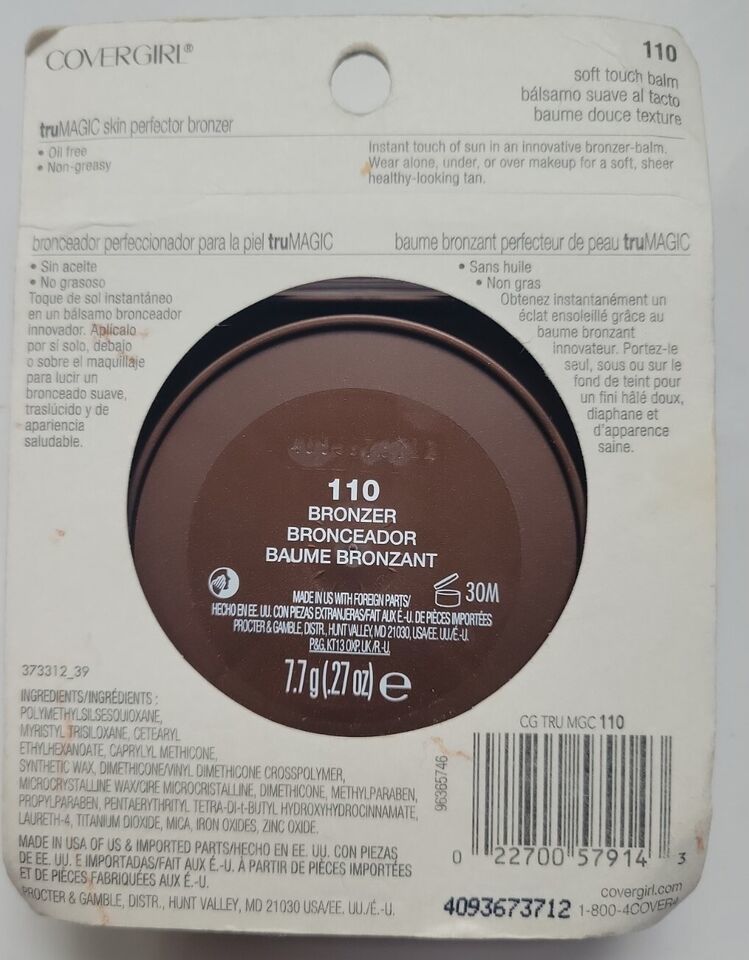 COVERGIRL®
110
soft touch balm
bálsamo suave al tacto
baume douce texture
truMAGIC skin perfector bronzer
• Oil free
• Non-greasy
Instant touch of sun in an innovative bronzer-balm.
Wear alone, under, or over makeup for a soft, sheer
healthy-looking tan.
bronceador perfeccionador para la piel truMAGIC
• Sin aceite
• No grasoso
Toque de sol instantáneo
en un bálsamo bronceador
innovador. Aplícalo
por sí solo, debajo
o sobre el maquillaje
para lucir un
bronceado suave,
traslúcido y de
apariencia
saludable.
baume bronzant perfecteur de peau truMAGIC
• Sans huile
• Non gras
Obtenez instantanément un
éclat ensoleillé grâce au
baume bronzant
innovateur. Portez-le
seul, sous ou sur le
fond de teint pour
un fini hâlé doux,
diaphane et
d'apparence
saine.
110
BRONZER
BRONCEADOR
BAUME BRONZANT
30M
MADE IN US WITH FOREIGN PARTS/
HECHO EN EE. UU. CON PIEZAS EXTRANJERAS/FAIT AUX É.-U. DE PIÈCES IMPORTÉES
PROCTER & GAMBLE, DISTR., HUNT VALLEY, MD 21030, USA/EE. UU./É.-U.
P&G, KT13 0XP, UK/R.-U.
7.7 g (.27 oz) e
373312_39
INGREDIENTS/INGRÉDIENTS :
POLYMETHYLSILSESQUIOXANE,
MYRISTYL TRISILOXANE, CETEARYL
ETHYLHEXANOATE, CAPRYLYL METHICONE,
SYNTHETIC WAX, DIMETHICONE/VINYL DIMETHICONE CROSSPOLYMER,
MICROCRYSTALLINE WAX/CIRE MICROCRISTALLINE, DIMETHICONE, METHYLPARABEN,
PROPYLPARABEN, PENTAERYTHRITYL TETRA-DI-t-BUTYL HYDROXYHYDROCINNAMATE,
LAURETH-4, TITANIUM DIOXIDE, MICA, IRON OXIDES, ZINC OXIDE.
MADE IN USA OF US & IMPORTED PARTS/HECHO EN EE. UU. CON PIEZAS
DE EE. UU. E IMPORTADAS/FAIT AUX É.-U. À PARTIR DE PIÈCES IMPORTÉES
ET DE PIÈCES FABRIQUÉES AUX É.-U.
PROCTER & GAMBLE, DISTR., HUNT VALLEY, MD 21030 USA/EE. UU./É.-U.
CG TRU MGC 110
96365746
0 22700 57914 3
covergirl.com
4093673712 1-800-4COVER